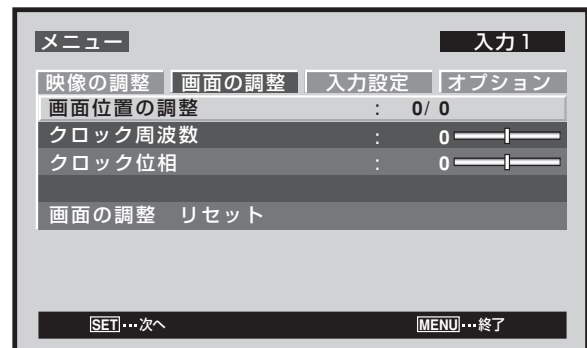 メニュー 入力1
映像の調整 画面の調整 入力設定 オプション
画面位置の調整 : 0/ 0
クロック周波数 : 0
クロック位相 : 0
画面の調整 リセット
SET…次へ MENU…終了